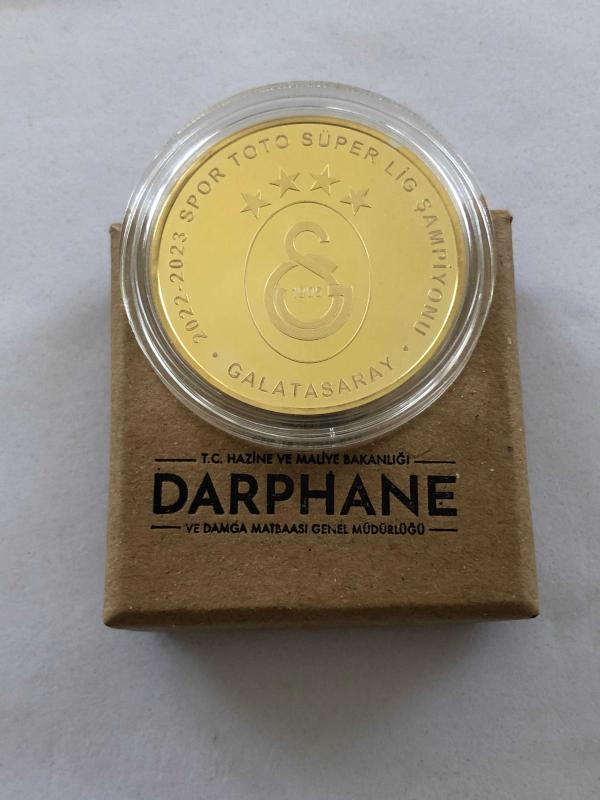 2022-2023 SPOR TOTO SÜPER LİG ŞAMPİYONU
1905
• GALATASARAY •
T.C. HAZİNE VE MALİYE BAKANLIĞI
DARPHANE
VE DAMGA MATBAASI GENEL MÜDÜRLÜĞÜ